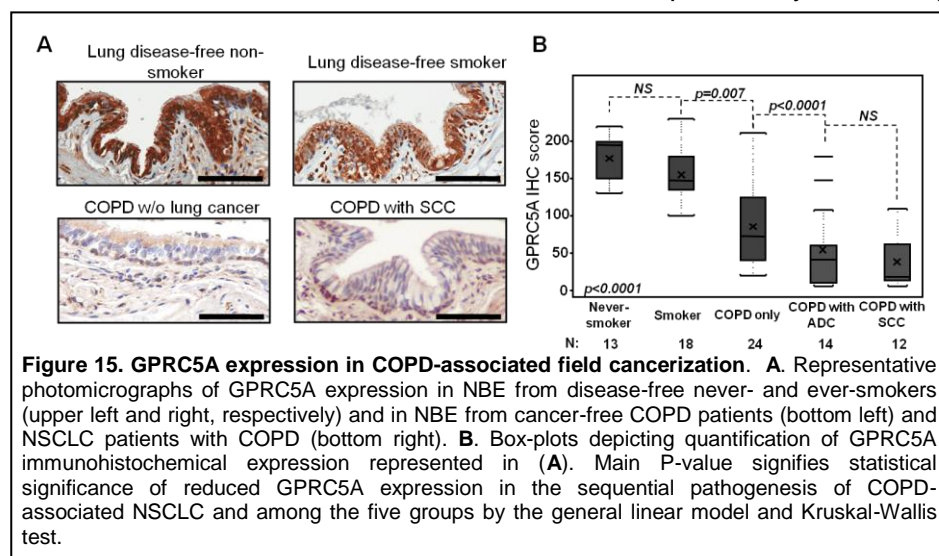 A
Lung disease-free non-
smoker
Lung disease-free smoker
COPD w/o lung cancer
COPD with SCC
B
GPRC5A IHC score
200
150
100
50
0
NS
p=0.007
p<0.0001
NS
p<0.0001
Never-
smoker
Smoker
COPD only
COPD with
ADC
COPD with
SCC
N: 13 18 24 14 12
Figure 15. GPRC5A expression in COPD-associated field cancerization. A. Representative
photomicrographs of GPRC5A expression in NBE from disease-free never- and ever-smokers
(upper left and right, respectively) and in NBE from cancer-free COPD patients (bottom left) and
NSCLC patients with COPD (bottom right). B. Box-plots depicting quantification of GPRC5A
immunohistochemical expression represented in (A). Main P-value signifies statistical
significance of reduced GPRC5A expression in the sequential pathogenesis of COPD-
associated NSCLC and among the five groups by the general linear model and Kruskal-Wallis
test.